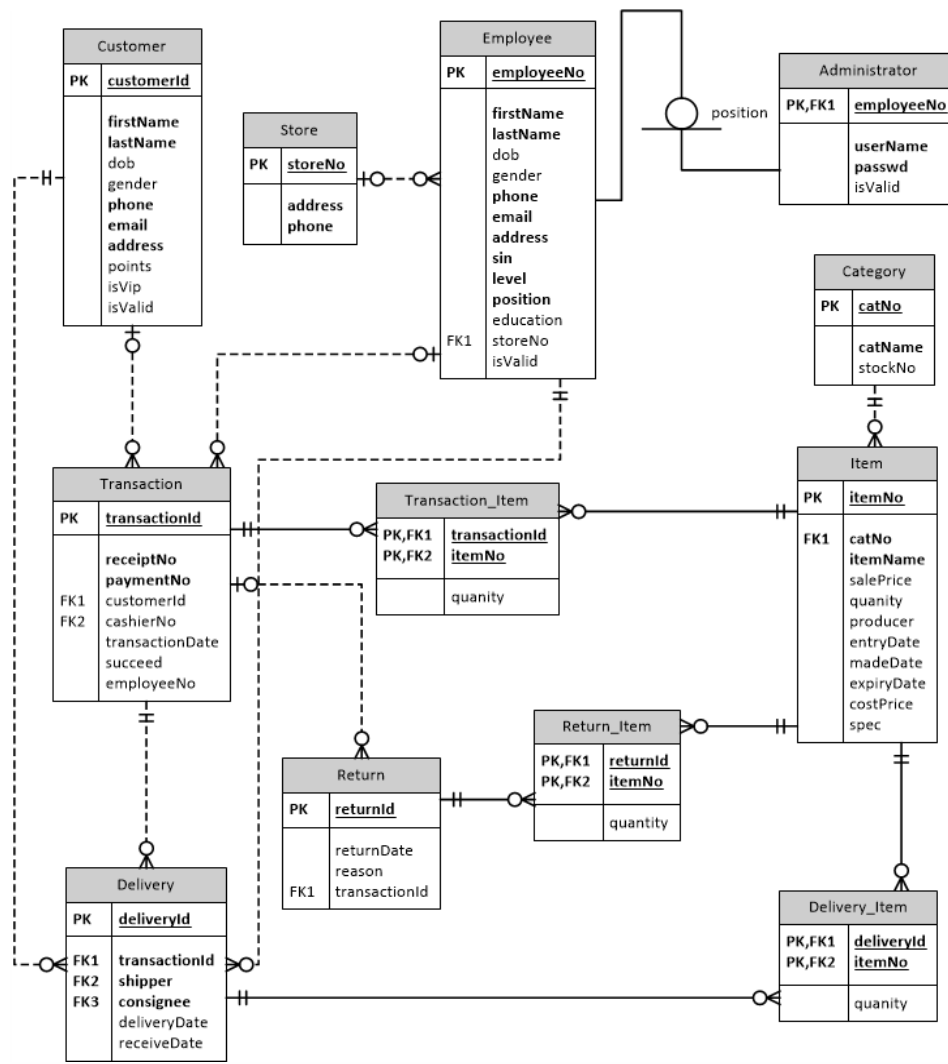 Customer
PK customerId
firstName
lastName
dob
gender
phone
email
address
points
isVip
isValid
Store
PK storeNo
address
phone
Employee
PK employeeNo
firstName
lastName
dob
gender
phone
email
address
sin
level
position
education
FK1 storeNo
isValid
position
Administrator
PK,FK1 employeeNo
userName
passwd
isValid
Category
PK catNo
catName
stockNo
Transaction
PK transactionId
receiptNo
paymentNo
FK1 customerId
FK2 cashierNo
transactionDate
succeed
employeeNo
Transaction_Item
PK,FK1 transactionId
PK,FK2 itemNo
quanity
Item
PK itemNo
FK1 catNo
itemName
salePrice
quanity
producer
entryDate
madeDate
expiryDate
costPrice
spec
Return
PK returnId
returnDate
reason
FK1 transactionId
Return_Item
PK,FK1 returnId
PK,FK2 itemNo
quantity
Delivery
PK deliveryId
FK1 transactionId
FK2 shipper
FK3 consignee
deliveryDate
receiveDate
Delivery_Item
PK,FK1 deliveryId
PK,FK2 itemNo
quanity